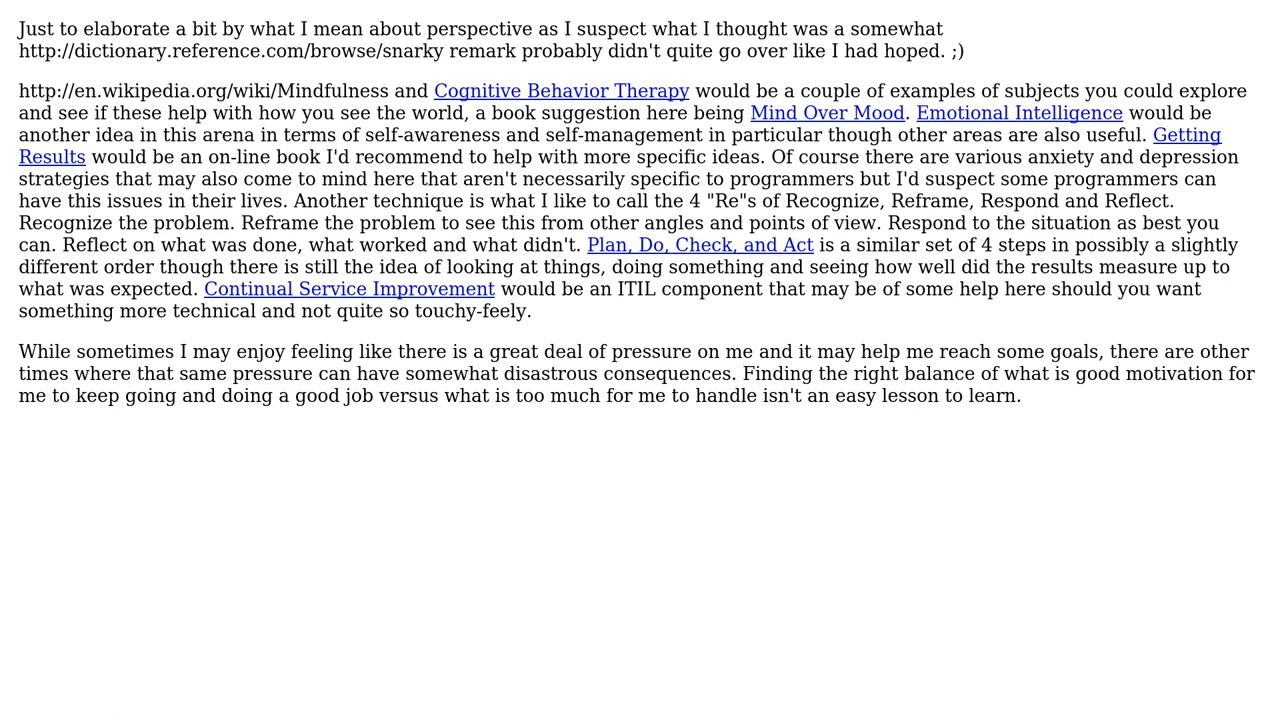 Just to elaborate a bit by what I mean about perspective as I suspect what I thought was a somewhat
http://dictionary.reference.com/browse/snarky remark probably didn't quite go over like I had hoped. ;)
http://en.wikipedia.org/wiki/Mindfulness and Cognitive Behavior Therapy would be a couple of examples of subjects you could explore
and see if these help with how you see the world, a book suggestion here being Mind Over Mood. Emotional Intelligence would be
another idea in this arena in terms of self-awareness and self-management in particular though other areas are also useful. Getting
Results would be an on-line book I'd recommend to help with more specific ideas. Of course there are various anxiety and depression
strategies that may also come to mind here that aren't necessarily specific to programmers but I'd suspect some programmers can
have this issues in their lives. Another technique is what I like to call the 4 "Re"s of Recognize, Reframe, Respond and Reflect.
Recognize the problem. Reframe the problem to see this from other angles and points of view. Respond to the situation as best you
can. Reflect on what was done, what worked and what didn't. Plan, Do, Check, and Act is a similar set of 4 steps in possibly a slightly
different order though there is still the idea of looking at things, doing something and seeing how well did the results measure up to
what was expected. Continual Service Improvement would be an ITIL component that may be of some help here should you want
something more technical and not quite so touchy-feely.
While sometimes I may enjoy feeling like there is a great deal of pressure on me and it may help me reach some goals, there are other
times where that same pressure can have somewhat disastrous consequences. Finding the right balance of what is good motivation for
me to keep going and doing a good job versus what is too much for me to handle isn't an easy lesson to learn.